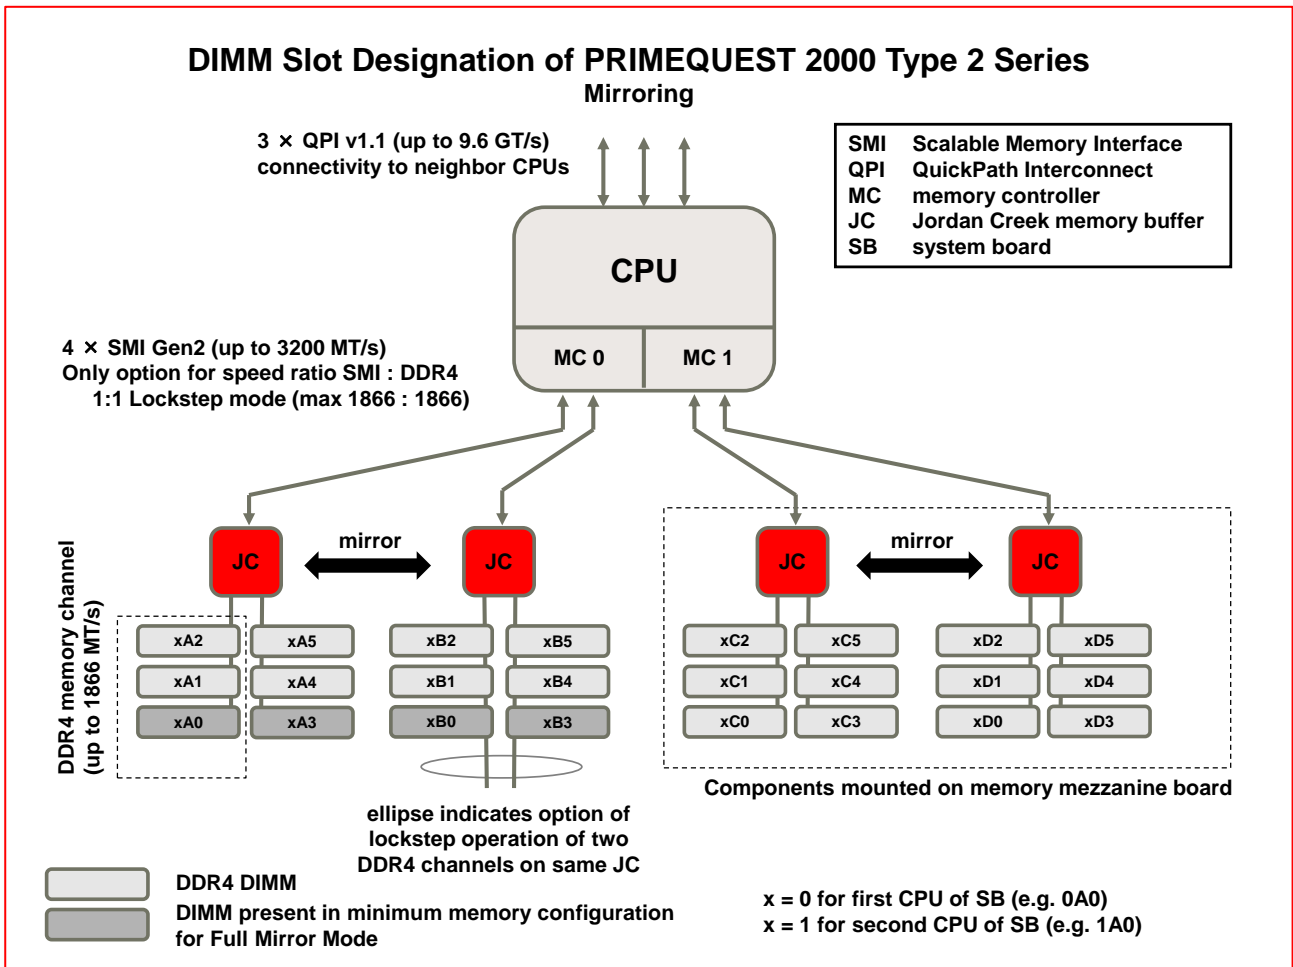 DIMM Slot Designation of PRIMEQUEST 2000 Type 2 Series
Mirroring
3 × QPI v1.1 (up to 9.6 GT/s)
connectivity to neighbor CPUs
SMI Scalable Memory Interface
QPI QuickPath Interconnect
MC memory controller
JC Jordan Creek memory buffer
SB system board
CPU
MC 0 MC 1
4 × SMI Gen2 (up to 3200 MT/s)
Only option for speed ratio SMI : DDR4
1:1 Lockstep mode (max 1866 : 1866)
JC mirror JC JC mirror JC
DDR4 memory channel
(up to 1866 MT/s)
xA2 xA5 xB2 xB5 xC2 xC5 xD2 xD5
xA1 xA4 xB1 xB4 xC1 xC4 xD1 xD4
xA0 xA3 xB0 xB3 xC0 xC3 xD0 xD3
Components mounted on memory mezzanine board
ellipse indicates option of
lockstep operation of two
DDR4 channels on same JC
DDR4 DIMM
DIMM present in minimum memory configuration
for Full Mirror Mode
x = 0 for first CPU of SB (e.g. 0A0)
x = 1 for second CPU of SB (e.g. 1A0)